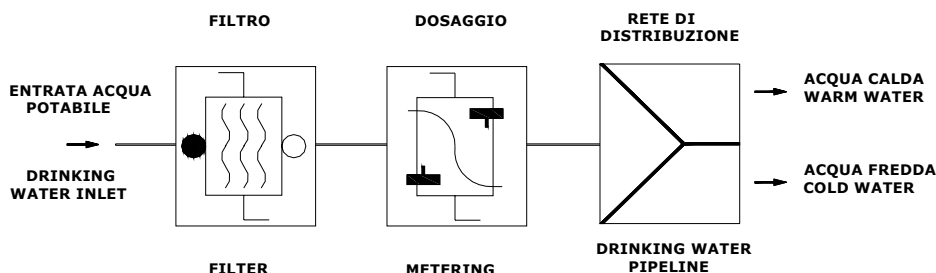 FILTRO
DOSAGGIO
RETE DI
DISTRIBUZIONE
ENTRATA ACQUA
POTABILE
DRINKING
WATER INLET
ACQUA CALDA
WARM WATER
ACQUA FREDDA
COLD WATER
FILTER
METERING
DRINKING WATER
PIPELINE